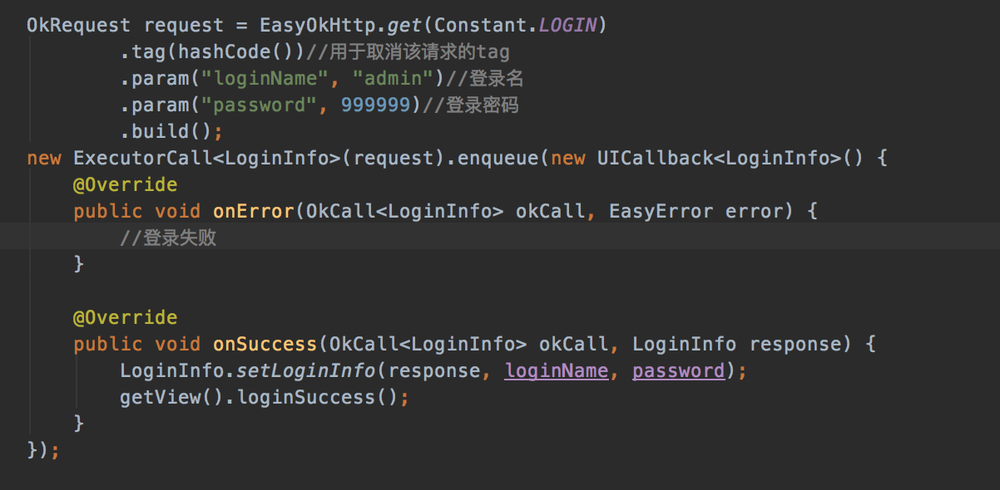 OkRequest request = EasyOkHttp.get(Constant.LOGIN)
        .tag(hashCode())//用于取消该请求的tag
        .param("loginName", "admin")//登录名
        .param("password", 999999)//登录密码
        .build();
new ExecutorCall<LoginInfo>(request).enqueue(new UICallback<LoginInfo>() {
    @Override
    public void onError(OkCall<LoginInfo> okCall, EasyError error) {
        //登录失败
    }

    @Override
    public void onSuccess(OkCall<LoginInfo> okCall, LoginInfo response) {
        LoginInfo.setLoginInfo(response, loginName, password);
        getView().loginSuccess();
    }
});